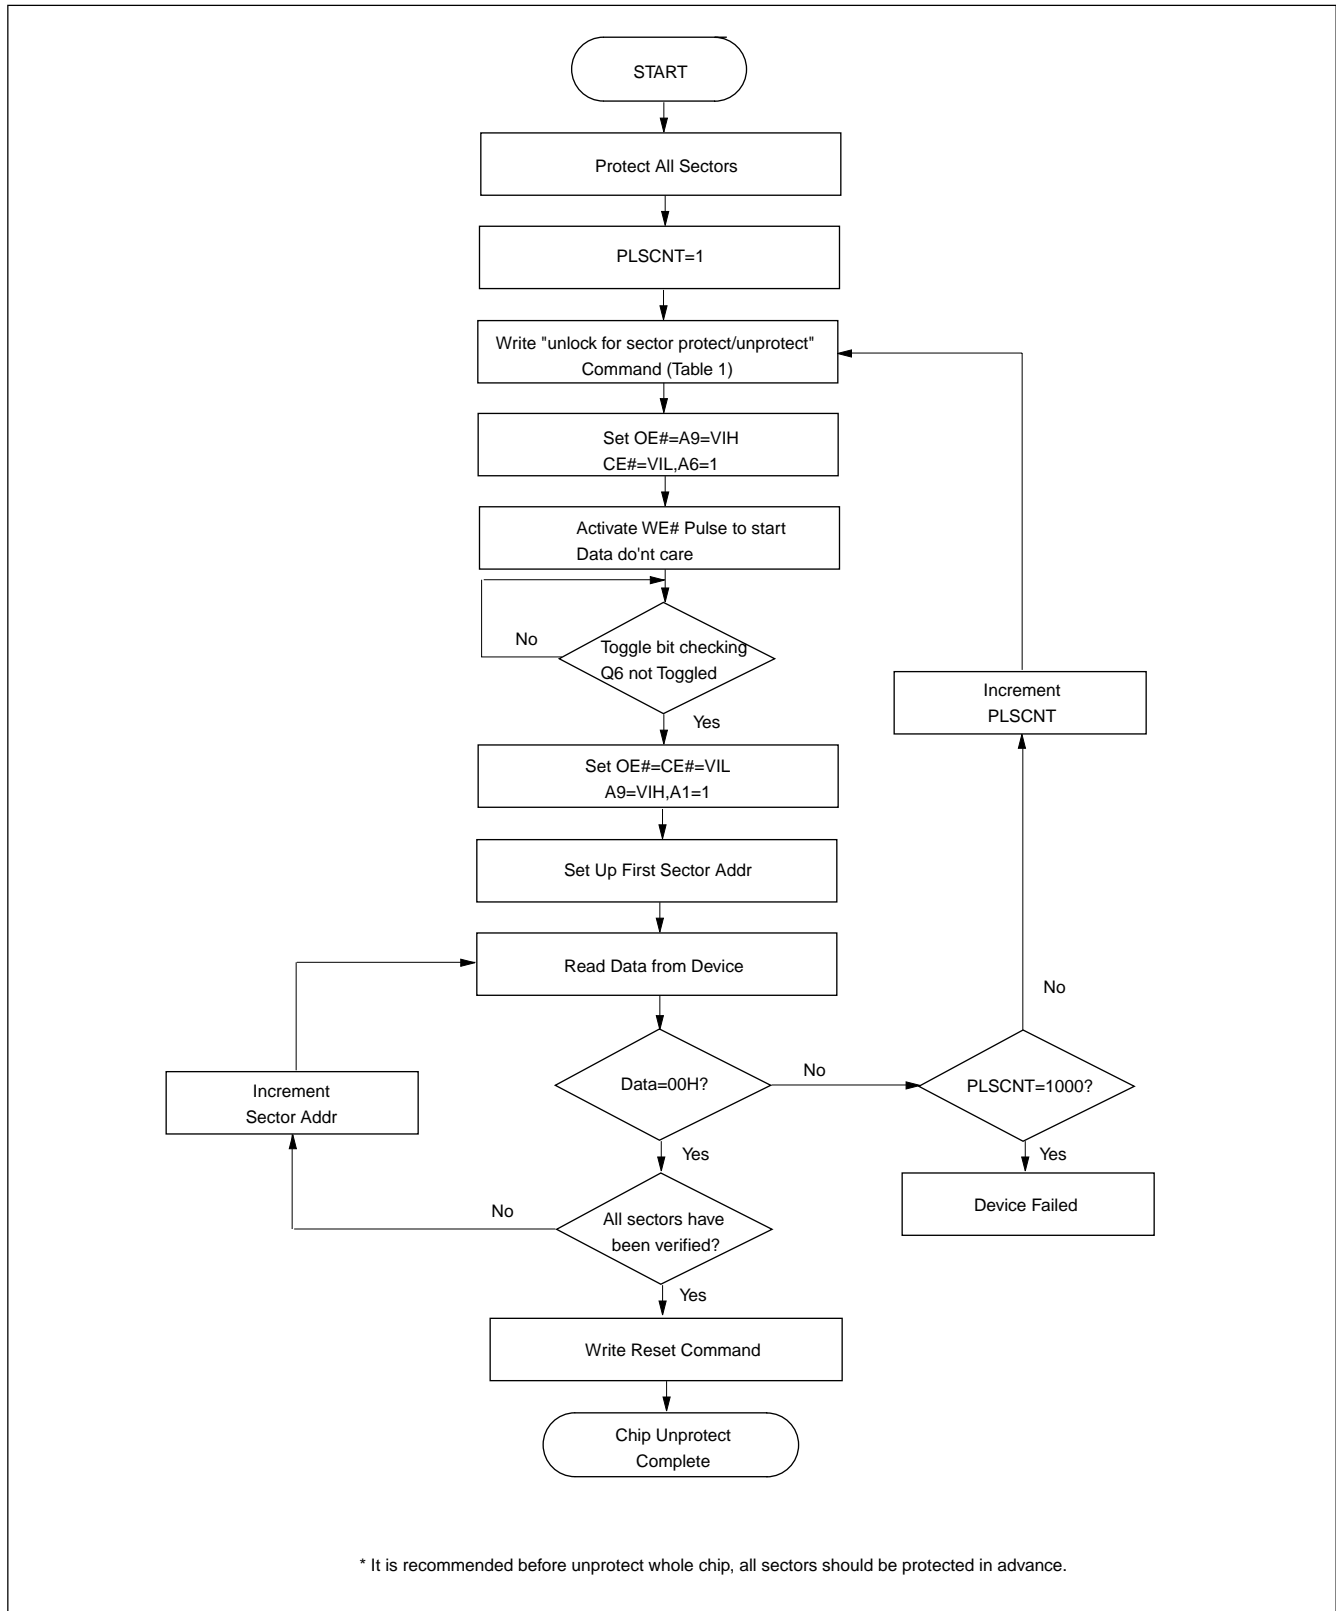 START
Protect All Sectors
PLSCNT=1
Write "unlock for sector protect/unprotect"
Command (Table 1)
Set OE#=A9=VIH
CE#=VIL,A6=1
Activate WE# Pulse to start
Data do'nt care
No
Toggle bit checking
Q6 not Toggled
Yes
Increment
PLSCNT
Set OE#=CE#=VIL
A9=VIH,A1=1
Set Up First Sector Addr
Read Data from Device
No
Data=00H?
No
PLSCNT=1000?
Increment
Sector Addr
Yes
Yes
Device Failed
No
All sectors have
been verified?
Yes
Write Reset Command
Chip Unprotect
Complete
* It is recommended before unprotect whole chip, all sectors should be protected in advance.